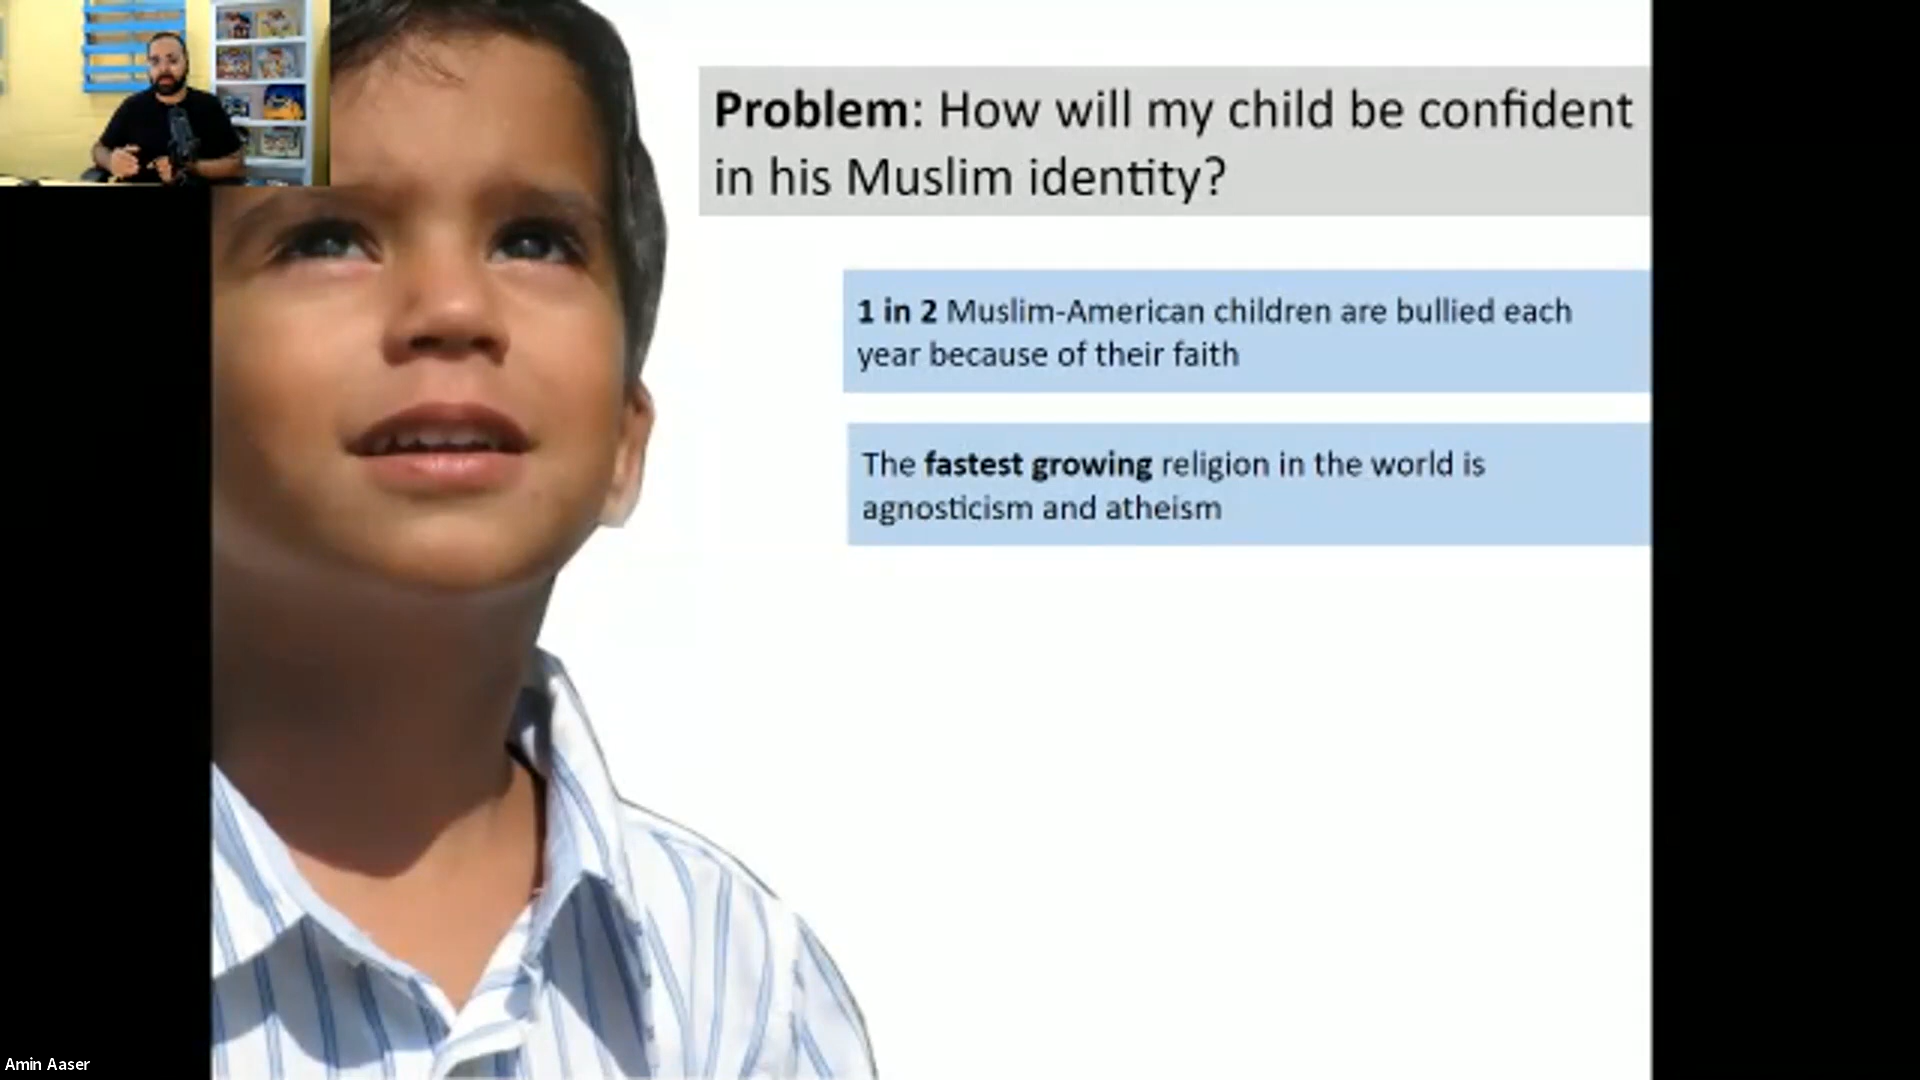 Problem: How will my child be confident
in his Muslim identity?
1 in 2 Muslim-American children are bullied each
year because of their faith
The fastest growing religion in the world is
agnosticism and atheism
Amin Aaser